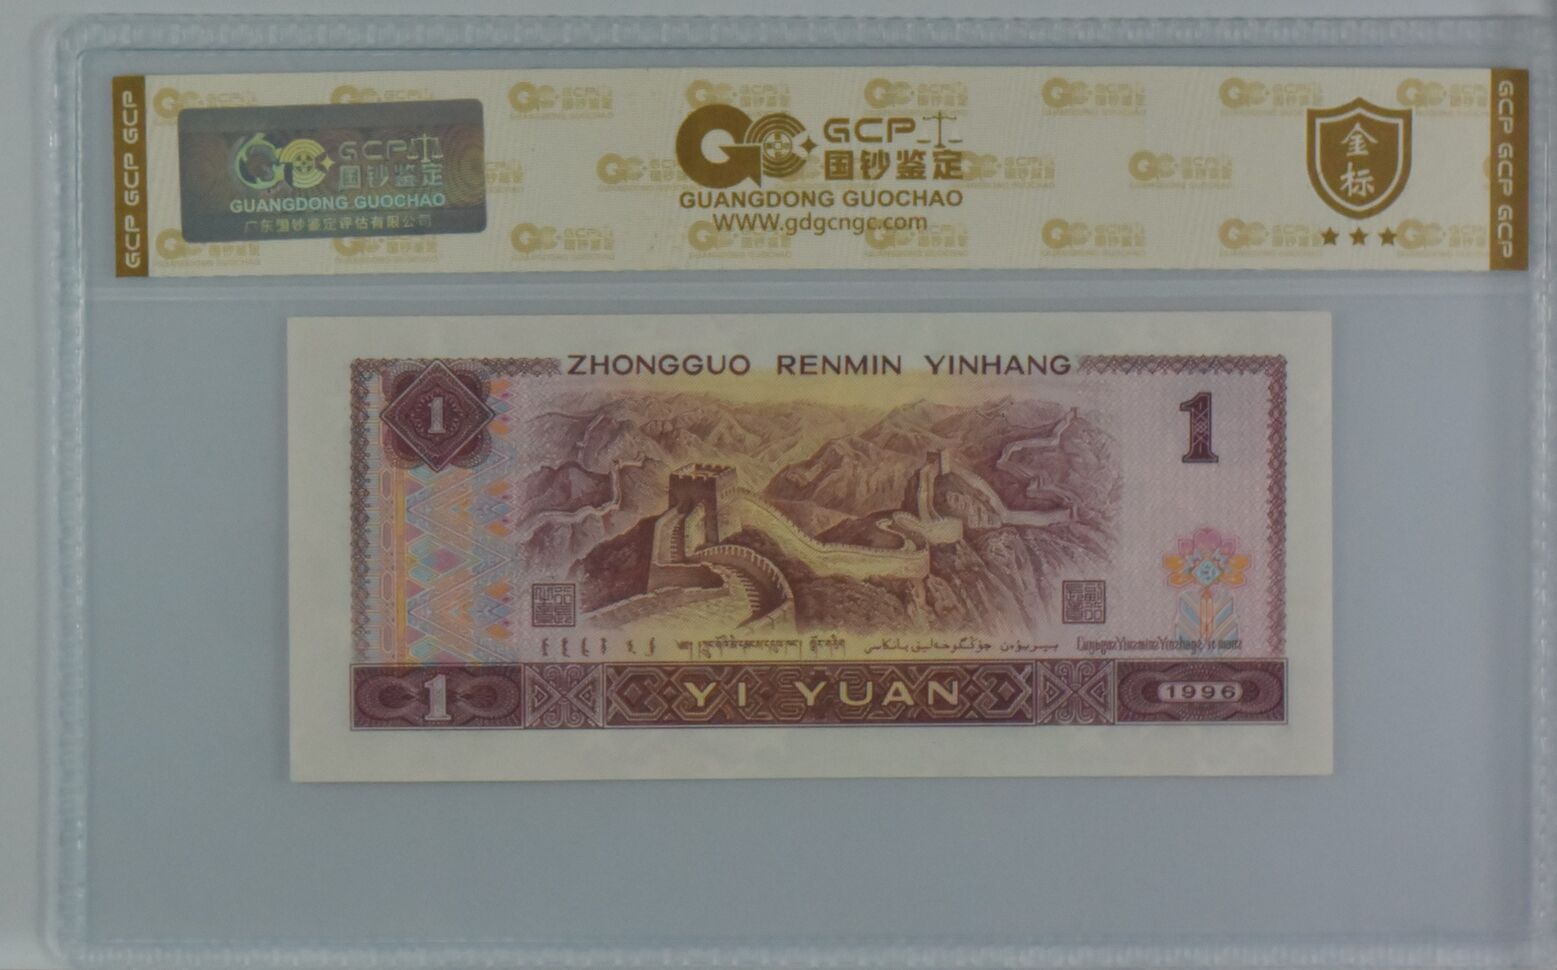 GCP GCP GCP
GCP
国钞鉴定
GUANGDONG GUOCHAO
广东国钞鉴定评估有限公司
GCP
国钞鉴定
GUANGDONG GUOCHAO
WWW.gdgcngc.com
金标
GCP GCP GCP
ZHONGGUO RENMIN YINHANG
1
1
YI YUAN
1
1996